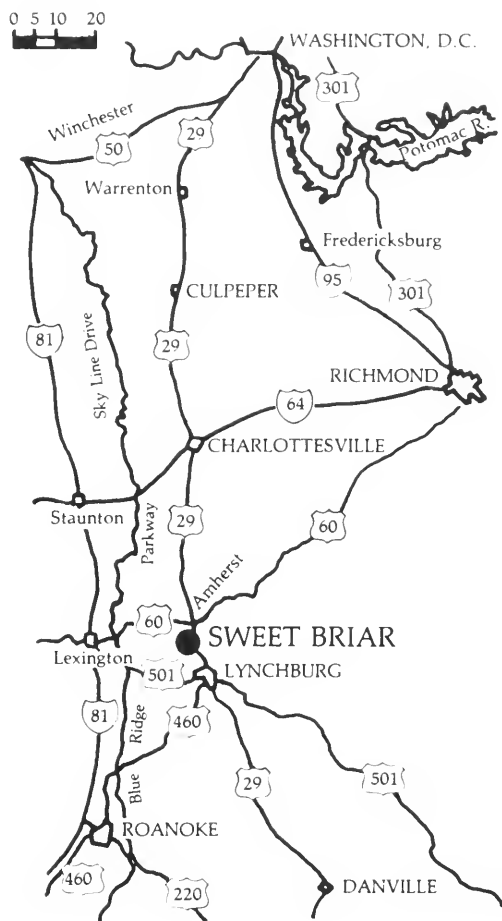 0 5 10 20
WASHINGTON, D.C.
301
Winchester
50
29
Potomac R.
Warrenton
Fredericksburg
95
CULPEPER
301
81
29
Sky Line Drive
RICHMOND
64
CHARLOTTESVILLE
Staunton
Parkway
29
60
Amherst
60
SWEET BRIAR
Lexington
501
LYNCHBURG
81
Ridge
460
Blue
29
501
ROANOKE
460
220
DANVILLE